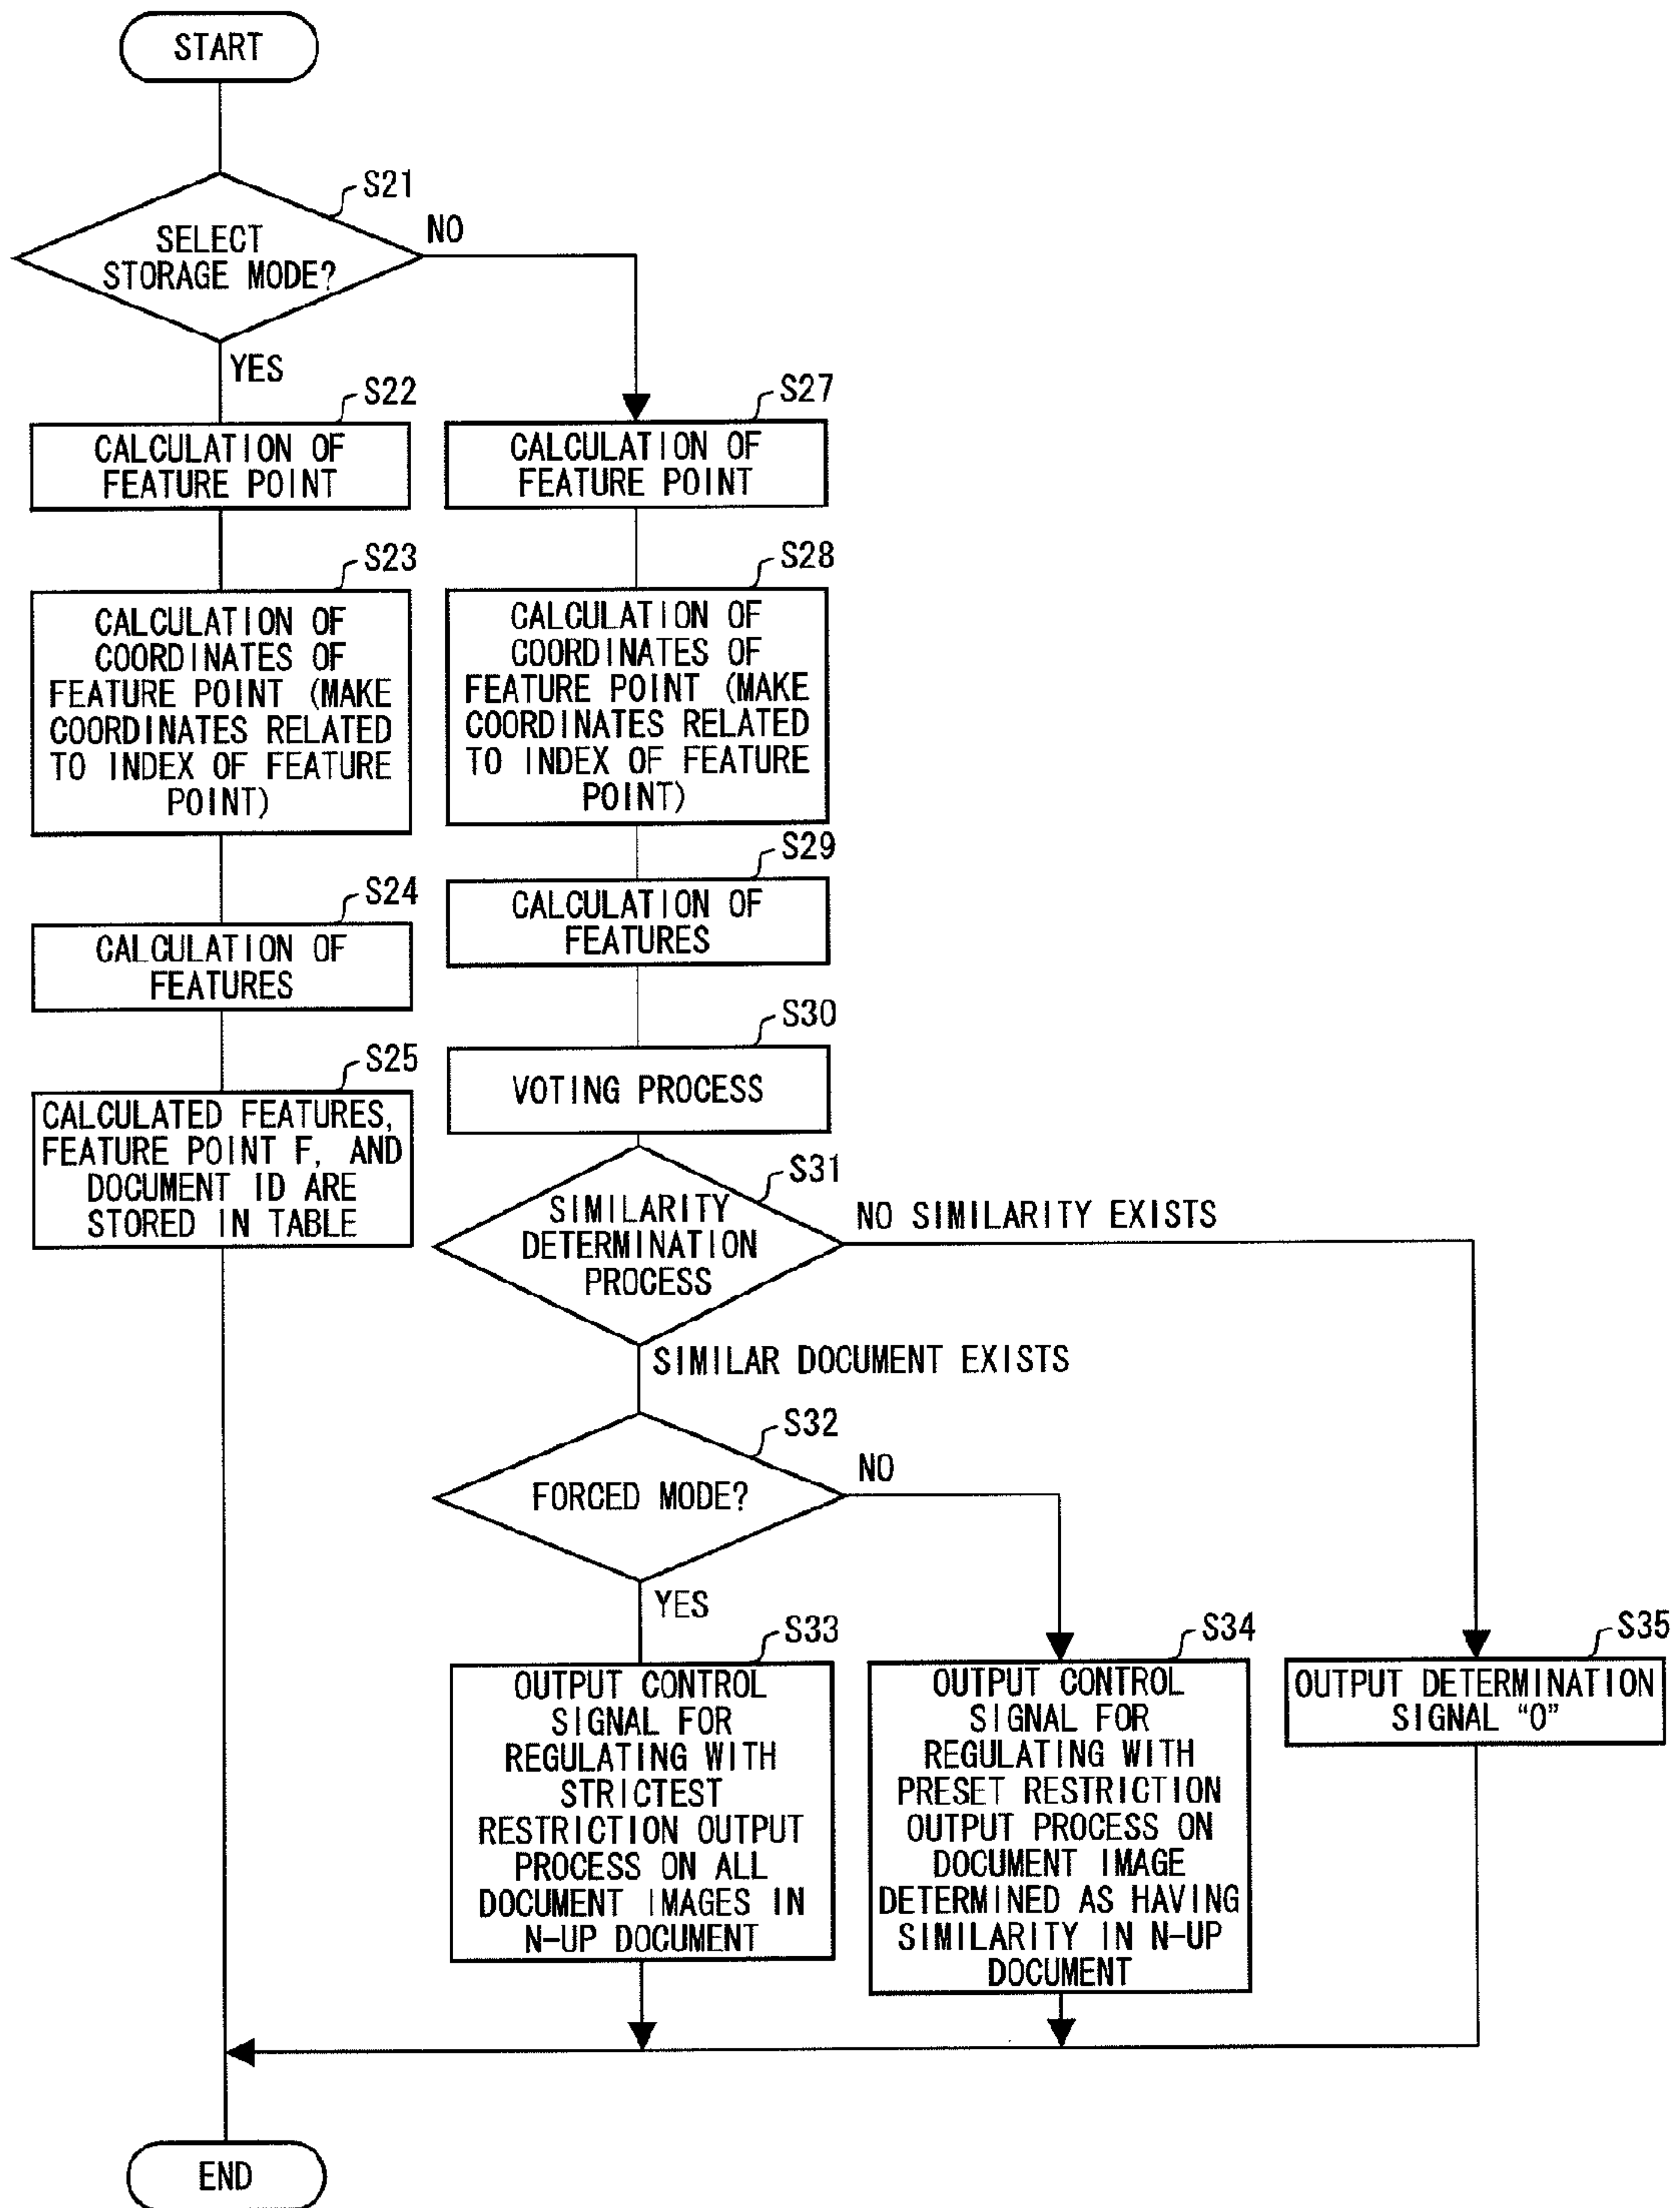 START
S21
SELECT
STORAGE MODE?
NO
YES
S22
CALCULATION OF
FEATURE POINT
S23
CALCULATION OF
COORDINATES OF
FEATURE POINT (MAKE
COORDINATES RELATED
TO INDEX OF FEATURE
POINT)
S24
CALCULATION OF
FEATURES
S25
CALCULATED FEATURES,
FEATURE POINT F, AND
DOCUMENT ID ARE
STORED IN TABLE
S27
CALCULATION OF
FEATURE POINT
S28
CALCULATION OF
COORDINATES OF
FEATURE POINT (MAKE
COORDINATES RELATED
TO INDEX OF FEATURE
POINT)
S29
CALCULATION OF
FEATURES
S30
VOTING PROCESS
S31
SIMILARITY
DETERMINATION
PROCESS
NO SIMILARITY EXISTS
SIMILAR DOCUMENT EXISTS
S32
FORCED MODE?
NO
YES
S33
OUTPUT CONTROL
SIGNAL FOR
REGULATING WITH
STRICTEST
RESTRICTION OUTPUT
PROCESS ON ALL
DOCUMENT IMAGES IN
N-UP DOCUMENT
S34
OUTPUT CONTROL
SIGNAL FOR
REGULATING WITH
PRESET RESTRICTION
OUTPUT PROCESS ON
DOCUMENT IMAGE
DETERMINED AS HAVING
SIMILARITY IN N-UP
DOCUMENT
S35
OUTPUT DETERMINATION
SIGNAL “0”
END